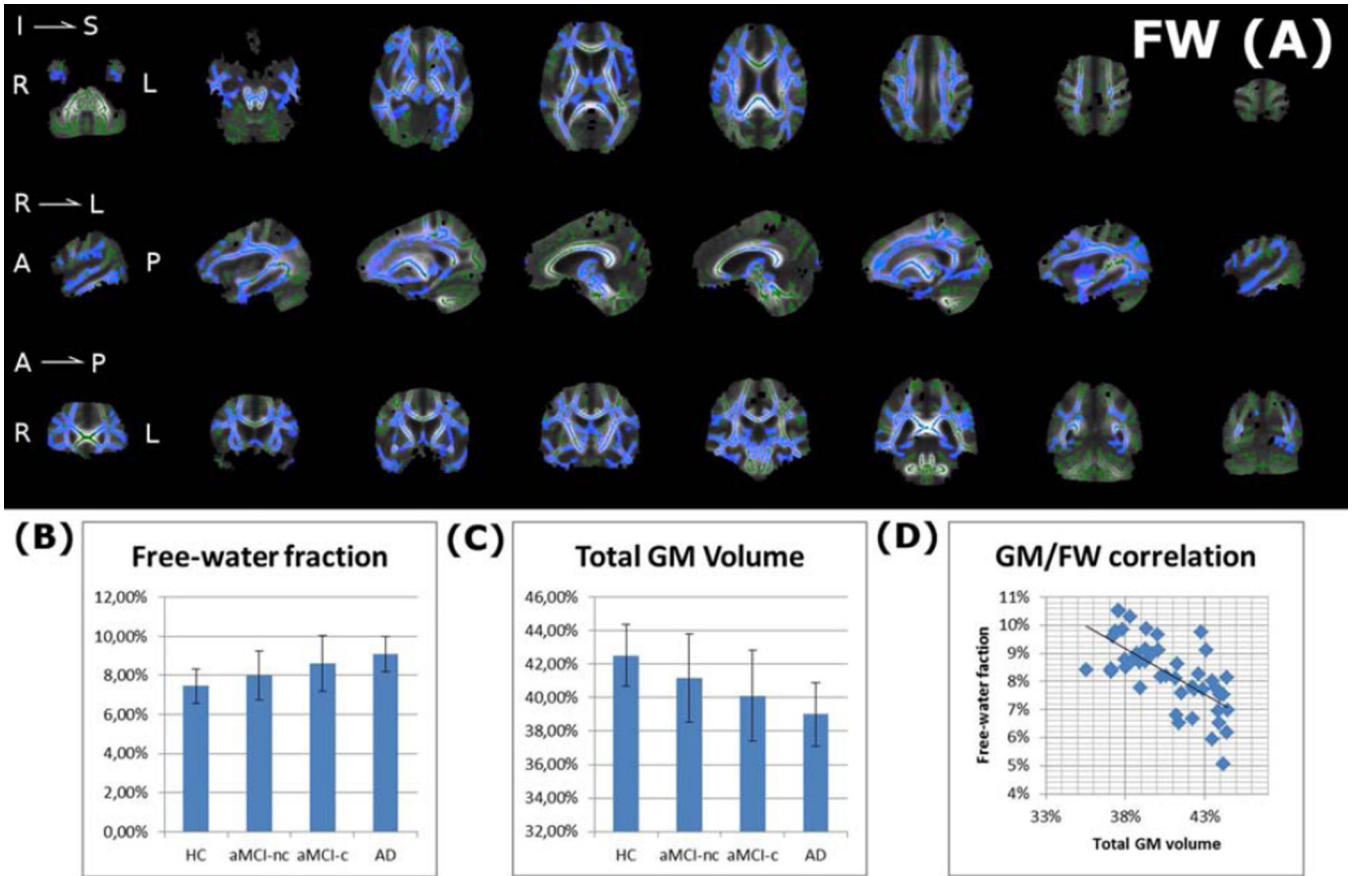 I S
FW (A)
R L
R L
A P
A P
R L
(B)
Free-water fraction
12,00%
10,00%
8,00%
6,00%
4,00%
2,00%
0,00%
HC aMCI-nc aMCI-c AD
(C)
Total GM Volume
46,00%
44,00%
42,00%
40,00%
38,00%
36,00%
34,00%
32,00%
HC aMCI-nc aMCI-c AD
(D)
GM/FW correlation
Free-water faction
11%
10%
9%
8%
7%
6%
5%
4%
33% 38% 43%
Total GM volume